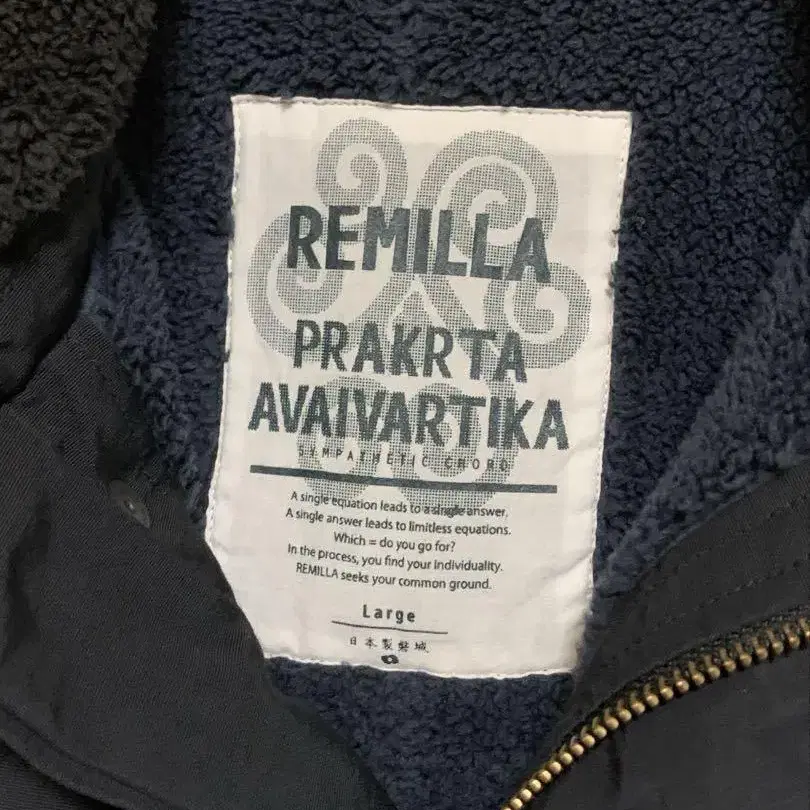 REMILLA
PRAKRTA
AVAIVARTIKA
SYMPATHETIC CHORD
A single equation leads to a single answer,
A single answer leads to limitless equations.
Which = do you go for?
In the process, you find your individuality.
REMILLA seeks your common ground.
Large
日本製磐城